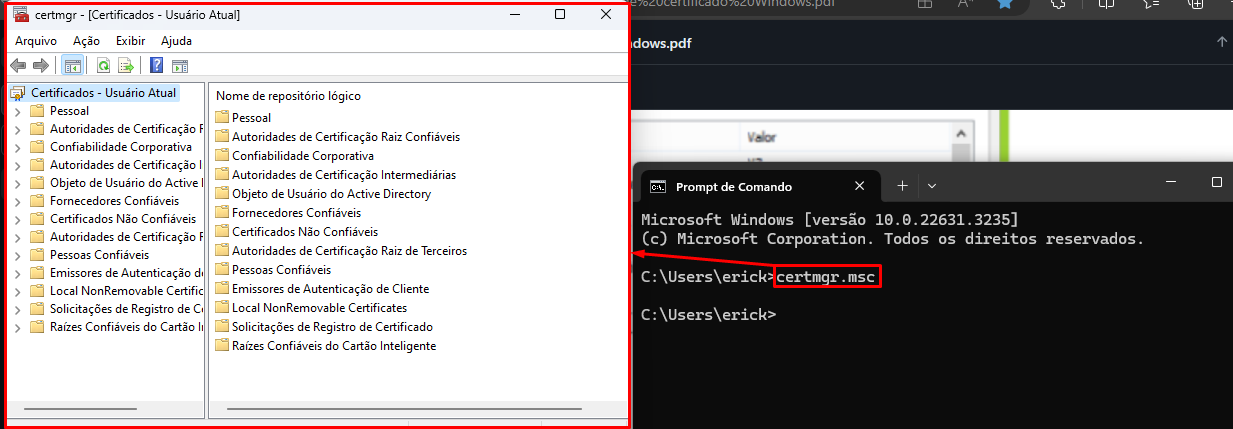 certmgr - [Certificados - Usuário Atual]
Arquivo Ação Exibir Ajuda
Certificados - Usuário Atual
Pessoal
Autoridades de Certificação F
Confiabilidade Corporativa
Autoridades de Certificação I
Objeto de Usuário do Active I
Fornecedores Confiáveis
Certificados Não Confiáveis
Autoridades de Certificação F
Pessoas Confiáveis
Emissores de Autenticação d
Local NonRemovable Certific
Solicitações de Registro de C
Raízes Confiáveis do Cartão In
Nome de repositório lógico
Pessoal
Autoridades de Certificação Raiz Confiáveis
Confiabilidade Corporativa
Autoridades de Certificação Intermediárias
Objeto de Usuário do Active Directory
Fornecedores Confiáveis
Certificados Não Confiáveis
Autoridades de Certificação Raiz de Terceiros
Pessoas Confiáveis
Emissores de Autenticação de Cliente
Local NonRemovable Certificates
Solicitações de Registro de Certificado
Raízes Confiáveis do Cartão Inteligente
e%20certificado%20Windows.pdf
dows.pdf
Valor
Prompt de Comando
Microsoft Windows [versão 10.0.22631.3235]
(c) Microsoft Corporation. Todos os direitos reservados.
C:\Users\erick>certmgr.msc
C:\Users\erick>